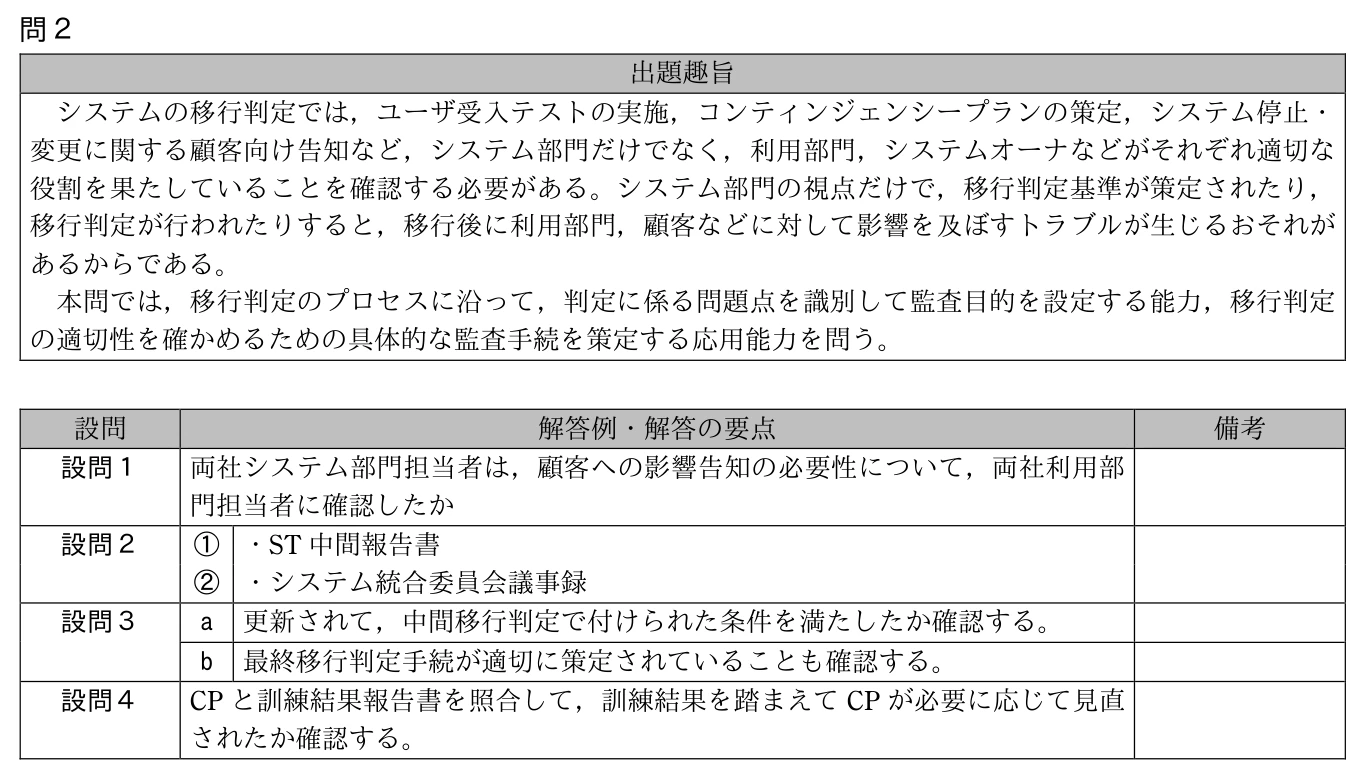 問2
出題趣旨
システムの移行判定では，ユーザ受入テストの実施，コンティンジェンシープランの策定，システム停止・
変更に関する顧客向け告知など，システム部門だけでなく，利用部門，システムオーナなどがそれぞれ適切な
役割を果たしていることを確認する必要がある。システム部門の視点だけで，移行判定基準が策定されたり，
移行判定が行われたりすると，移行後に利用部門，顧客などに対して影響を及ぼすトラブルが生じるおそれが
あるからである。
本問では，移行判定のプロセスに沿って，判定に係る問題点を識別して監査目的を設定する能力，移行判定
の適切性を確かめるための具体的な監査手続を策定する応用能力を問う。
設問 解答例・解答の要点 備考
設問1 両社システム部門担当者は，顧客への影響告知の必要性について，両社利用部
門担当者に確認したか
設問2 ① ・ST 中間報告書
② ・システム統合委員会議事録
設問3 a 更新されて，中間移行判定で付けられた条件を満たしたか確認する。
b 最終移行判定手続が適切に策定されていることも確認する。
設問4 CP と訓練結果報告書を照合して，訓練結果を踏まえて CP が必要に応じて見直
されたか確認する。